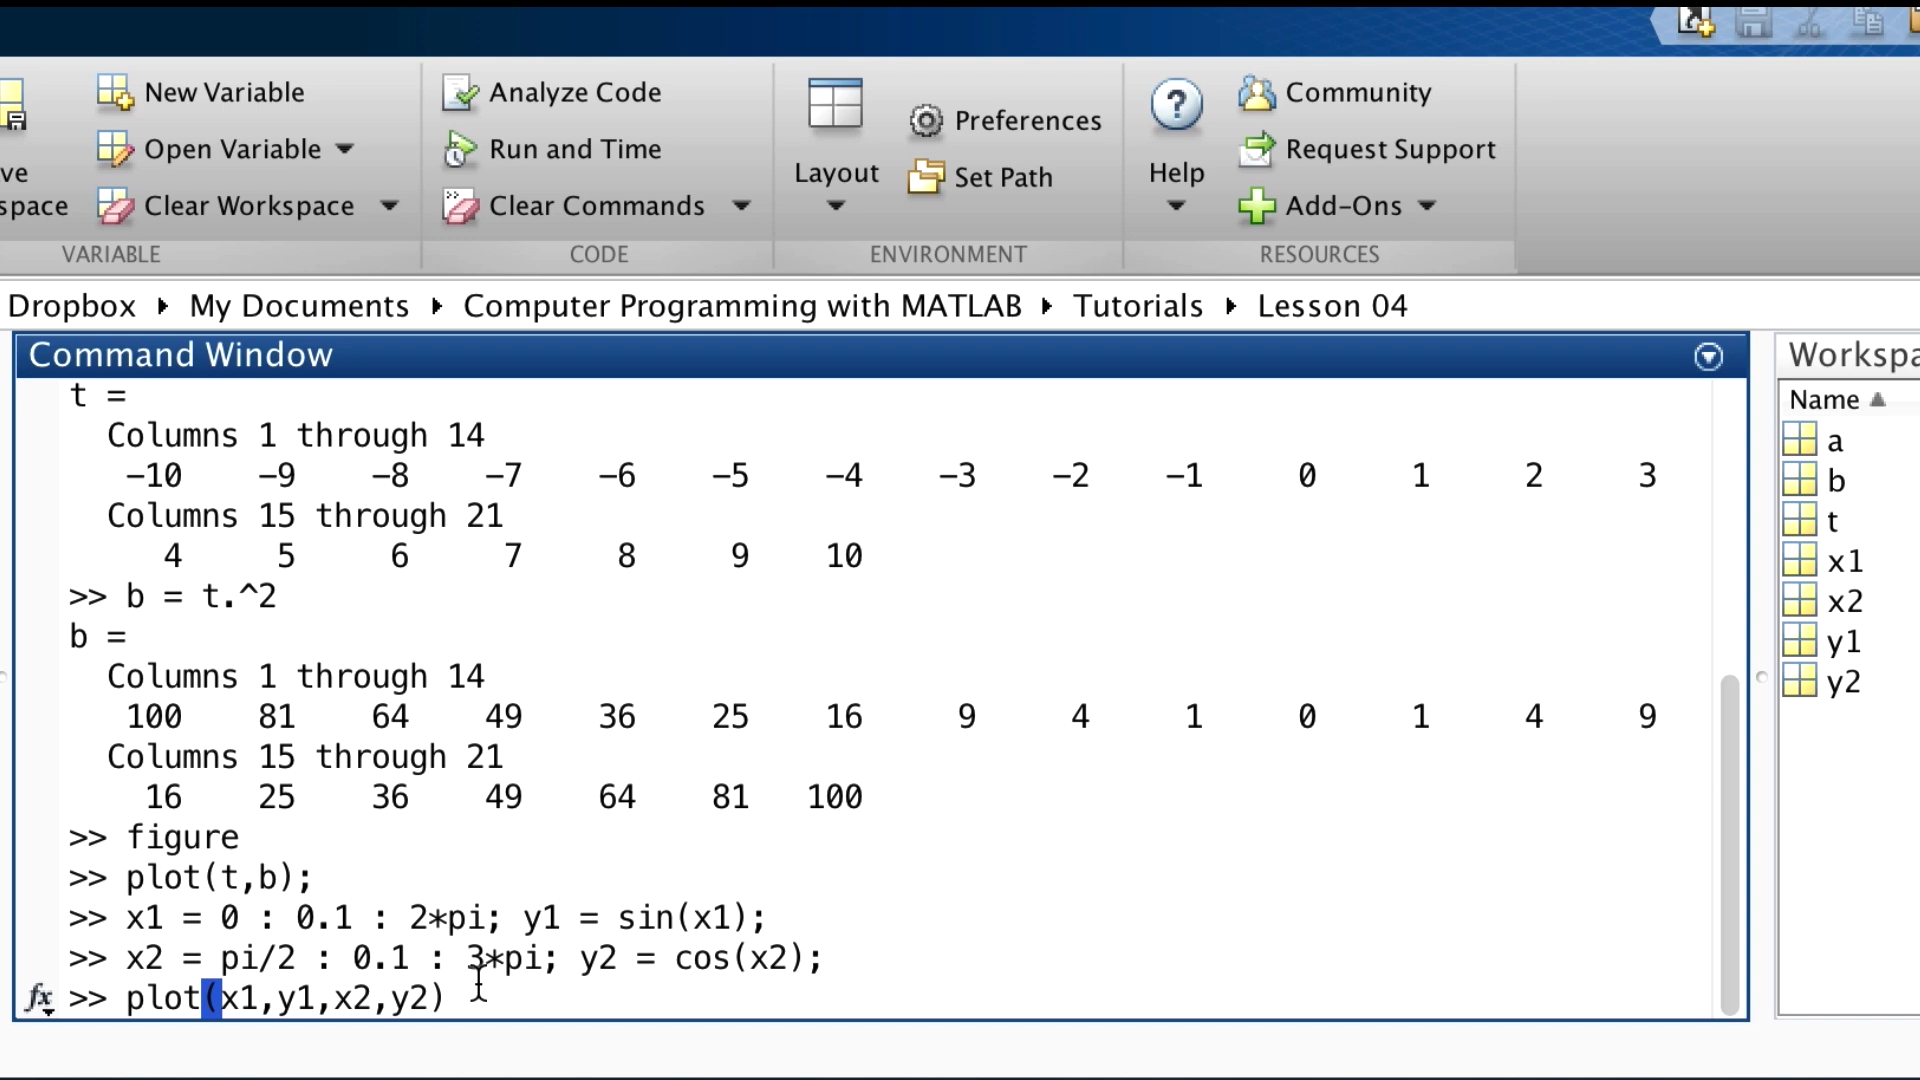 New Variable
Analyze Code
Community
Preferences
Open Variable
Run and Time
Request Support
ve
Layout
Set Path
Help
space
Clear Workspace
Clear Commands
Add-Ons
VARIABLE
CODE
ENVIRONMENT
RESOURCES
Dropbox ▸ My Documents ▸ Computer Programming with MATLAB ▸ Tutorials ▸ Lesson 04
Command Window
t =
Columns 1 through 14
-10 -9 -8 -7 -6 -5 -4 -3 -2 -1 0 1 2 3
Columns 15 through 21
4 5 6 7 8 9 10
>> b = t.^2
b =
Columns 1 through 14
100 81 64 49 36 25 16 9 4 1 0 1 4 9
Columns 15 through 21
16 25 36 49 64 81 100
>> figure
>> plot(t,b);
>> x1 = 0 : 0.1 : 2*pi; y1 = sin(x1);
>> x2 = pi/2 : 0.1 : 3*pi; y2 = cos(x2);
fx >> plot(x1,y1,x2,y2)
Workspa
Name
a
b
t
x1
x2
y1
y2